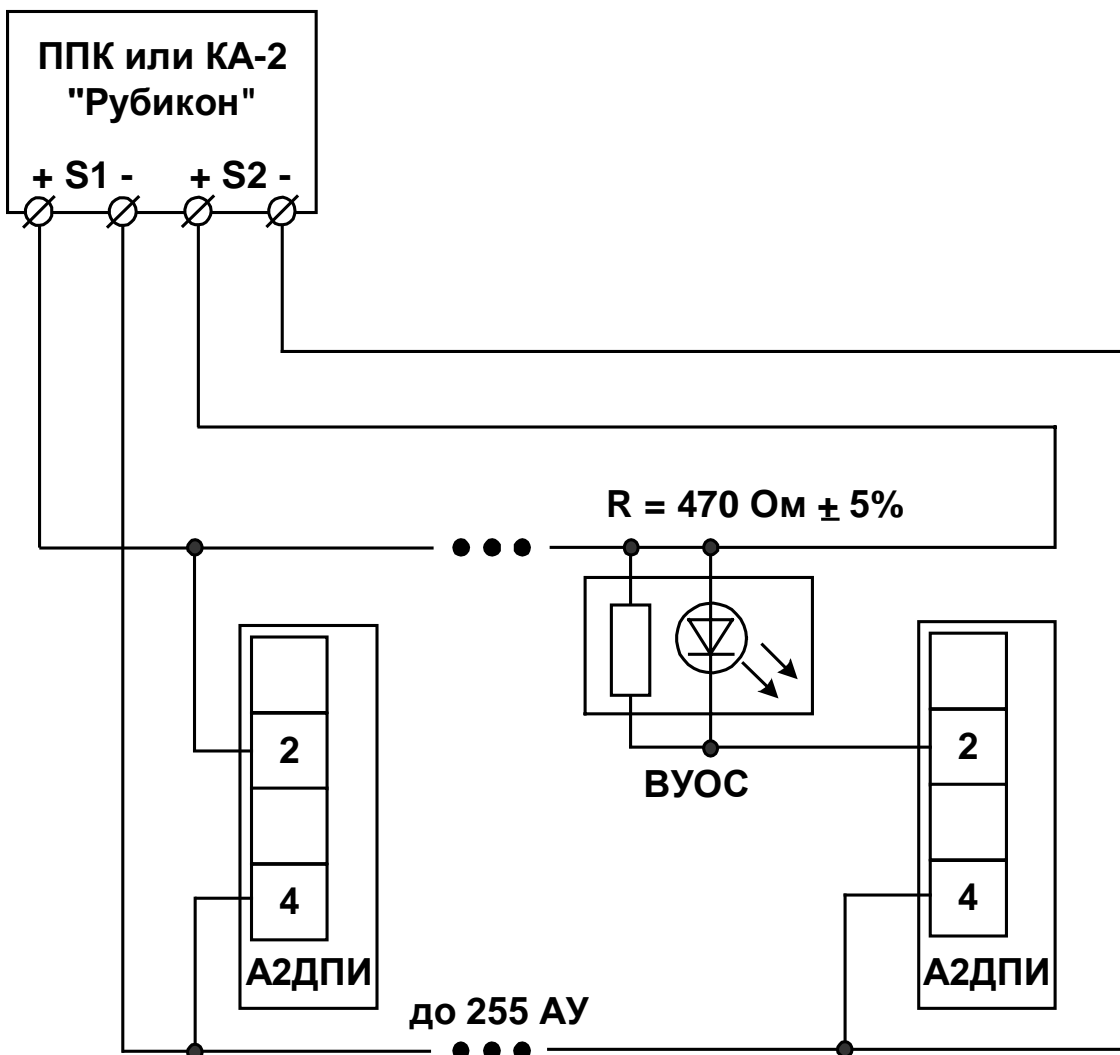 ППК или КА-2
"Рубикон"
+ S1 - + S2 -
R = 470 Ом ± 5%
2
2
ВУОС
4
4
А2ДПИ
А2ДПИ
до 255 АУ